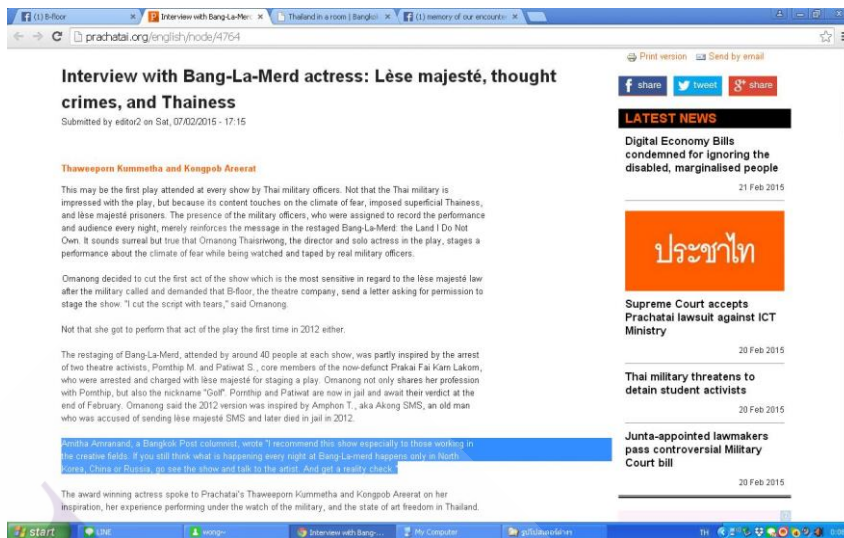 (1) B-floor
Interview with Bang-La-Mer
Thailand in a room | Bangko
(1) memory of our encounte
prachatai.org/english/node/4764
Print version Send by email
Interview with Bang-La-Merd actress: Lèse majesté, thought
crimes, and Thainess
Submitted by editor2 on Sat, 07/02/2015 - 17:15
share
tweet
share
Thaweeporn Kummetha and Kongpob Areerat
This may be the first play attended at every show by Thai military officers. Not that the Thai military is
impressed with the play, but because its content touches on the climate of fear, imposed superficial Thainess,
and lèse majesté prisoners. The presence of the military officers, who were assigned to record the performance
and audience every night, merely reinforces the message in the restaged Bang-La-Merd: the Land I Do Not
Own. It sounds surreal but true that Ornanong Thaisriwong, the director and solo actress in the play, stages a
performance about the climate of fear while being watched and taped by real military officers.
Ornanong decided to cut the first act of the show which is the most sensitive in regard to the lèse majesté law
after the military called and demanded that B-floor, the theatre company, send a letter asking for permission to
stage the show. "I cut the script with tears," said Ornanong.
Not that she got to perform that act of the play the first time in 2012 either.
The restaging of Bang-La-Merd, attended by around 40 people at each show, was partly inspired by the arrest
of two theatre activists, Pornthip M. and Patiwat S., core members of the now-defunct Prakai Fai Karn Lakorn,
who were arrested and charged with lèse majesté for staging a play. Ornanong not only shares her profession
with Pornthip, but also the nickname "Golf". Pornthip and Patiwat are now in jail and await their verdict at the
end of February. Ornanong said the 2012 version was inspired by Amphon T., aka Akong SMS, an old man
who was accused of sending lèse majesté SMS and later died in jail in 2012.
Amitha Amranand, a Bangkok Post columnist, wrote "I recommend this show especially to those working in
the creative fields. If you still think what is happening every night at Bang-La-merd happens only in North
Korea, China or Russia, go see the show and talk to the artist. And get a reality check."
The award winning actress spoke to Prachatai's Thaweeporn Kummetha and Kongpob Areerat on her
inspiration, her experience performing under the watch of the military, and the state of art freedom in Thailand.
LATEST NEWS
Digital Economy Bills
condemned for ignoring the
disabled, marginalised people
21 Feb 2015
ประชาไท
Supreme Court accepts
Prachatai lawsuit against ICT
Ministry
20 Feb 2015
Thai military threatens to
detain student activists
20 Feb 2015
Junta-appointed lawmakers
pass controversial Military
Court bill
20 Feb 2015
start
LINE
wong~
Interview with Bang-...
My Computer
TH